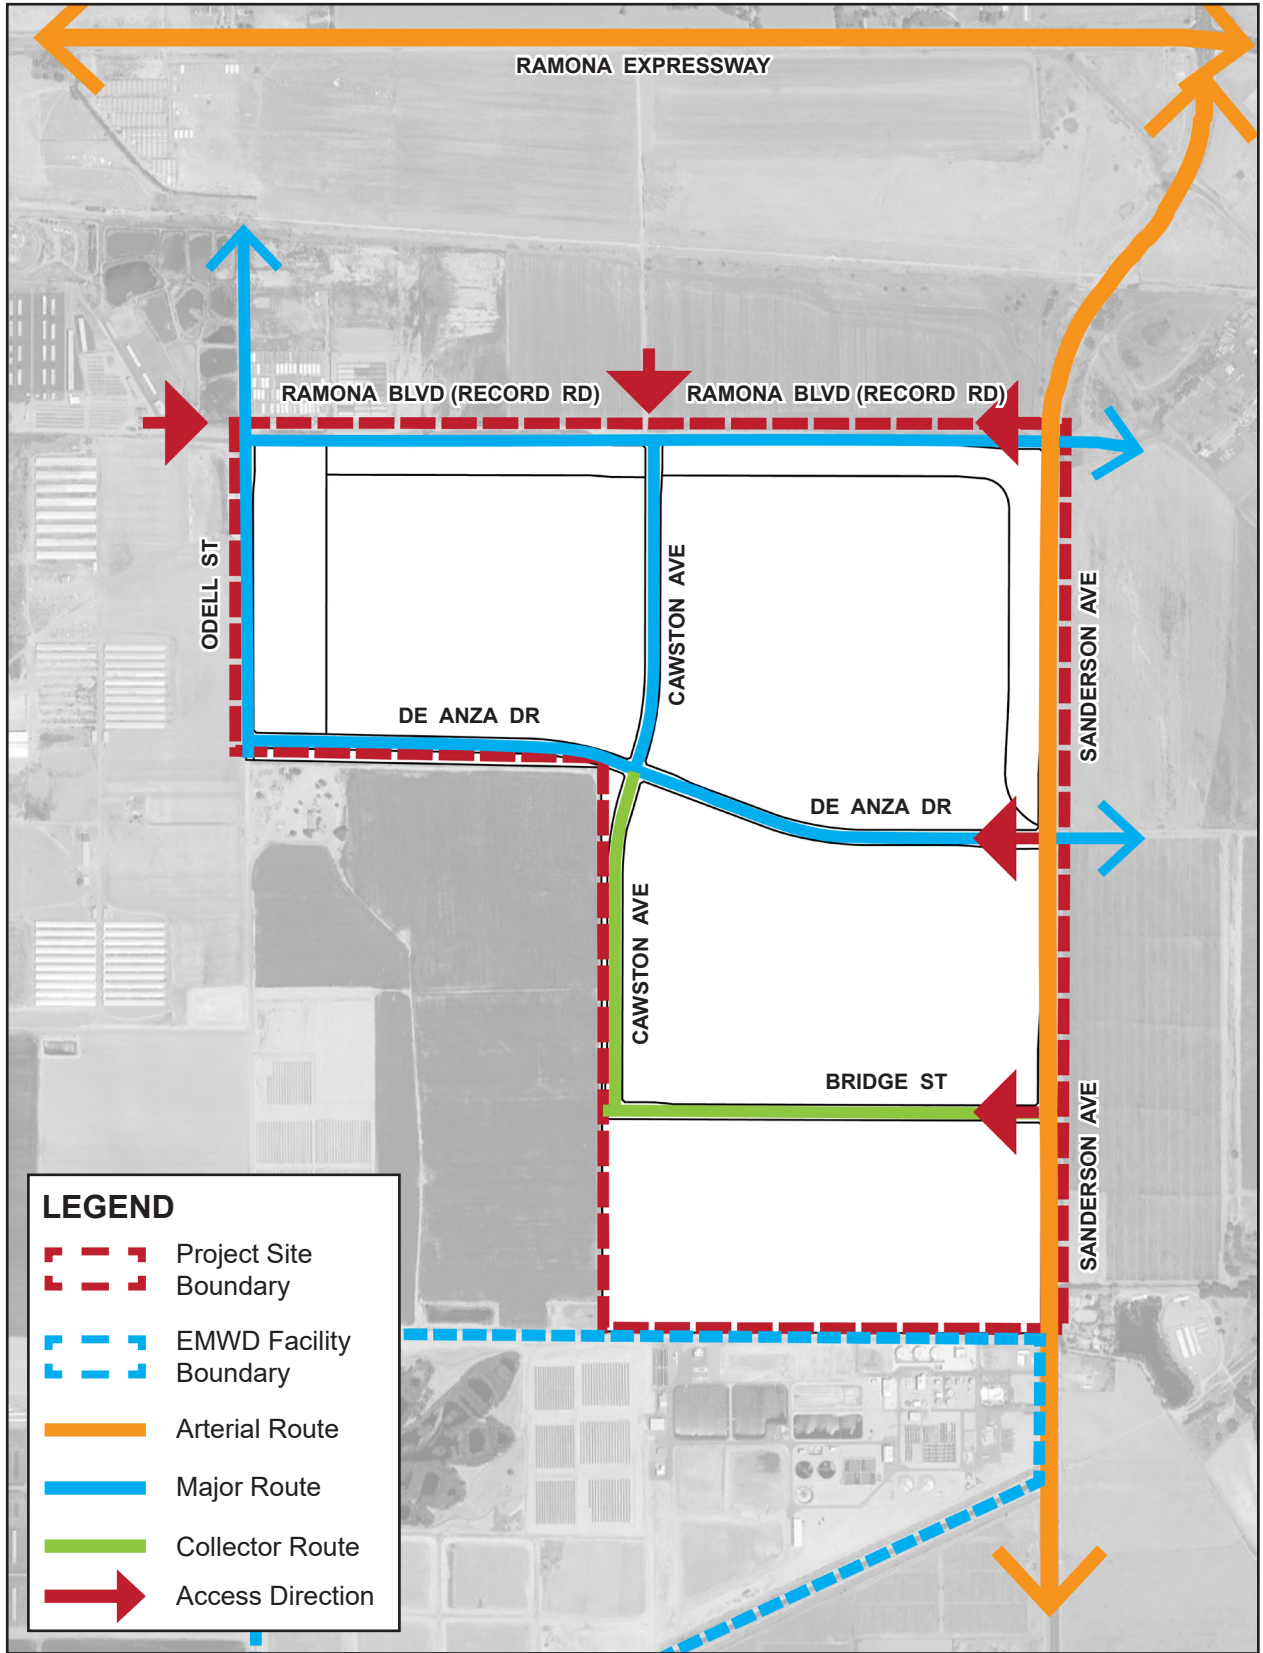 RAMONA EXPRESSWAY
RAMONA BLVD (RECORD RD)
RAMONA BLVD (RECORD RD)
ODELL ST
CAWSTON AVE
SANDERSON AVE
DE ANZA DR
DE ANZA DR
CAWSTON AVE
BRIDGE ST
SANDERSON AVE
LEGEND
Project Site
Boundary
EMWD Facility
Boundary
Arterial Route
Major Route
Collector Route
Access Direction